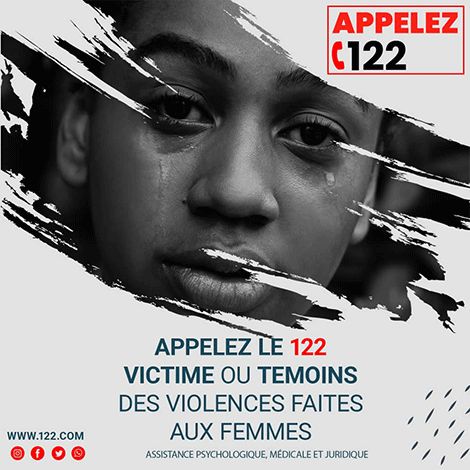 APPELEZ
122
APPELEZ LE 122
VICTIME OU TEMOINS
DES VIOLENCES FAITES
AUX FEMMES
ASSISTANCE PSYCHOLOGIQUE, MÉDICALE ET JURIDIQUE
WWW.122.COM